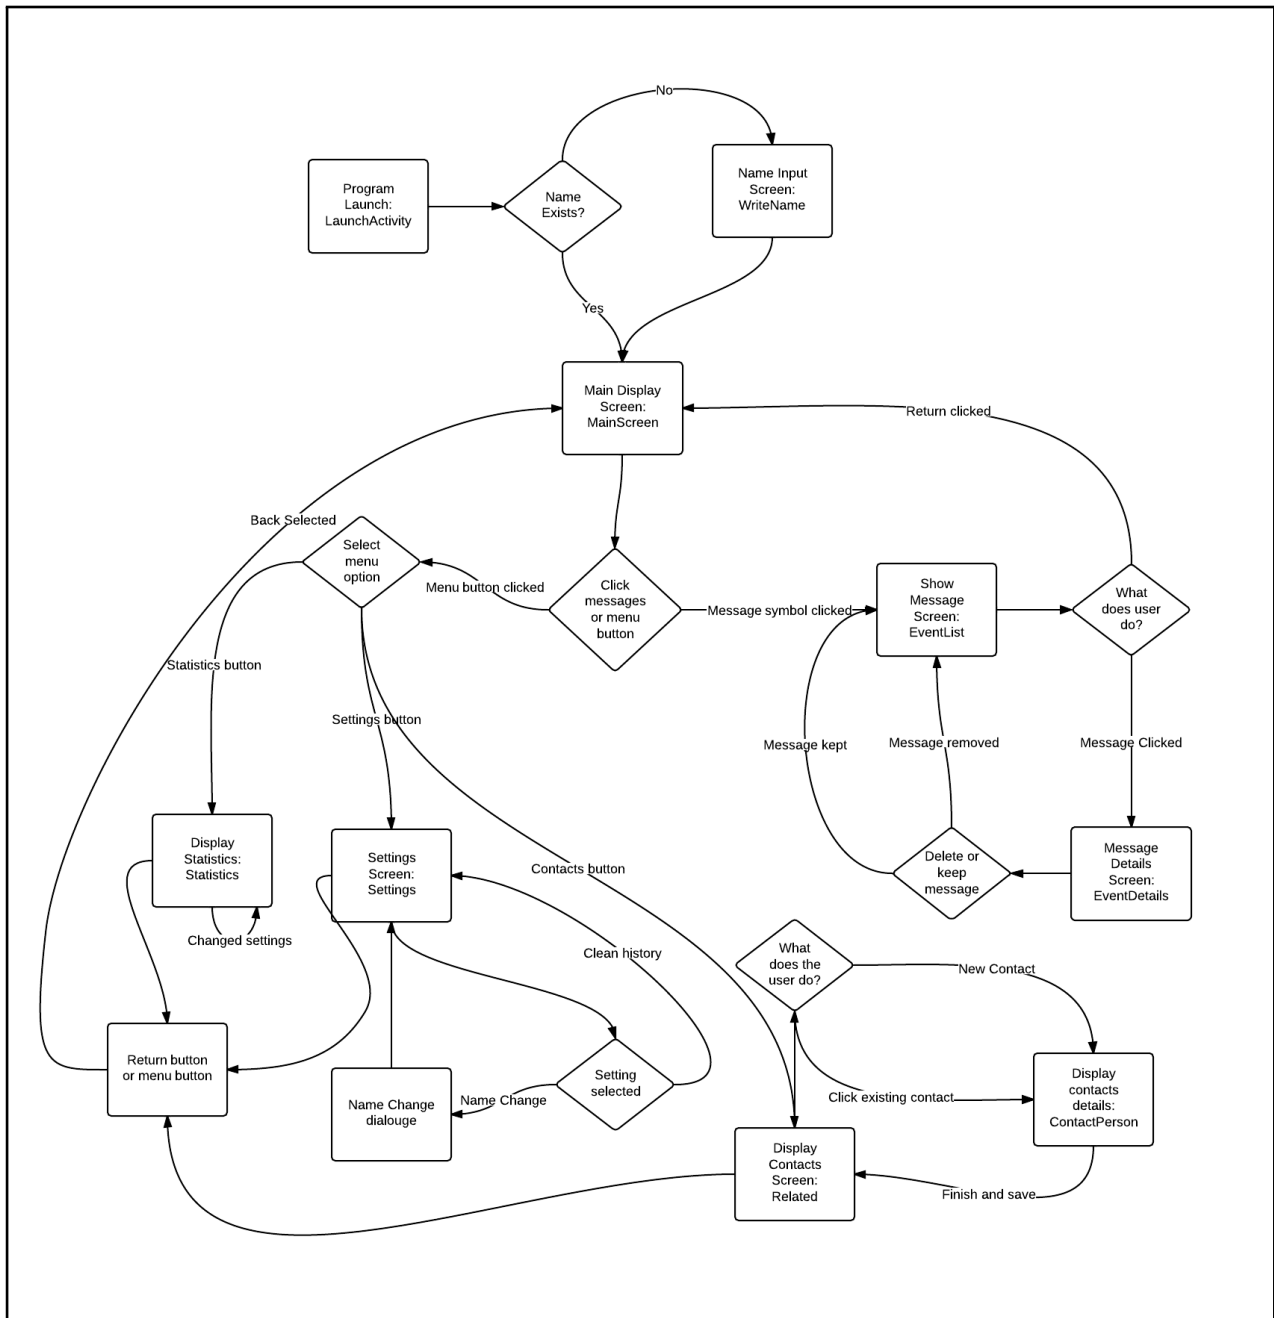 No
Program
Launch:
LaunchActivity
Name
Exists?
Name Input
Screen:
WriteName
Yes
Main Display
Screen:
MainScreen
Return clicked
Back Selected
Select
menu
option
Menu button clicked
Click
messages
or menu
button
Message symbol clicked
Show
Message
Screen:
EventList
What
does user
do?
Statistics button
Settings button
Message kept
Message removed
Message Clicked
Display
Statistics:
Statistics
Changed settings
Settings
Screen:
Settings
Contacts button
Delete or
keep
message
Message
Details
Screen:
EventDetails
Clean history
What
does the
user do?
New Contact
Return button
or menu button
Name Change
dialouge
Name Change
Setting
selected
Click existing contact
Display
contacts
details:
ContactPerson
Display
Contacts
Screen:
Related
Finish and save